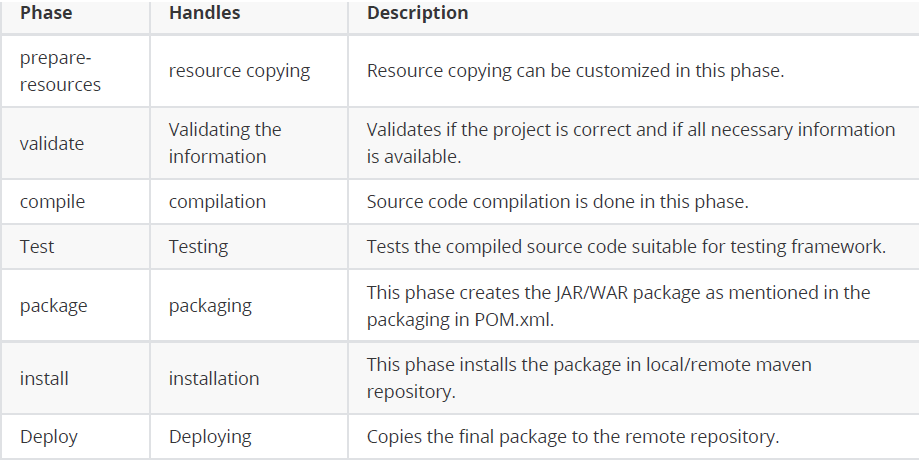 Phase Handles Description
prepare-
resources
resource copying
Resource copying can be customized in this phase.
validate
Validating the
information
Validates if the project is correct and if all necessary information
is available.
compile
compilation
Source code compilation is done in this phase.
Test
Testing
Tests the compiled source code suitable for testing framework.
package
packaging
This phase creates the JAR/WAR package as mentioned in the
packaging in POM.xml.
install
installation
This phase installs the package in local/remote maven
repository.
Deploy
Deploying
Copies the final package to the remote repository.